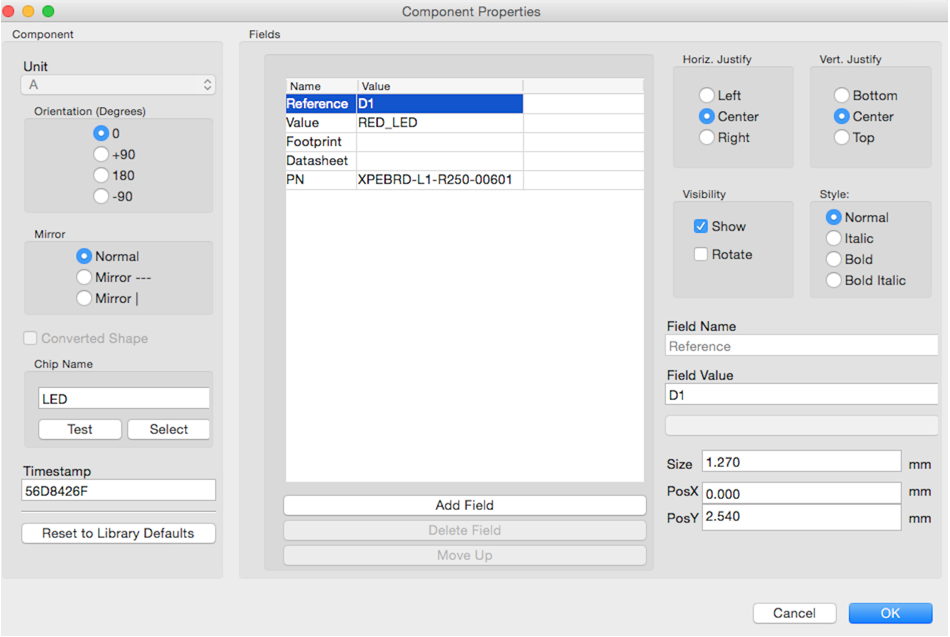 Component Properties
Component
Unit
A
Orientation (Degrees)
0
+90
180
-90
Mirror
Normal
Mirror ---
Mirror |
Converted Shape
Chip Name
LED
Test Select
Timestamp
56D8426F
Reset to Library Defaults
Fields
Name Value
Reference D1
Value RED_LED
Footprint
Datasheet
PN XPEBRD-L1-R250-00601
Add Field
Delete Field
Move Up
Horiz. Justify
Left
Center
Right
Vert. Justify
Bottom
Center
Top
Visibility
Show
Rotate
Style:
Normal
Italic
Bold
Bold Italic
Field Name
Reference
Field Value
D1
Size 1.270 mm
PosX 0.000 mm
PosY 2.540 mm
Cancel OK